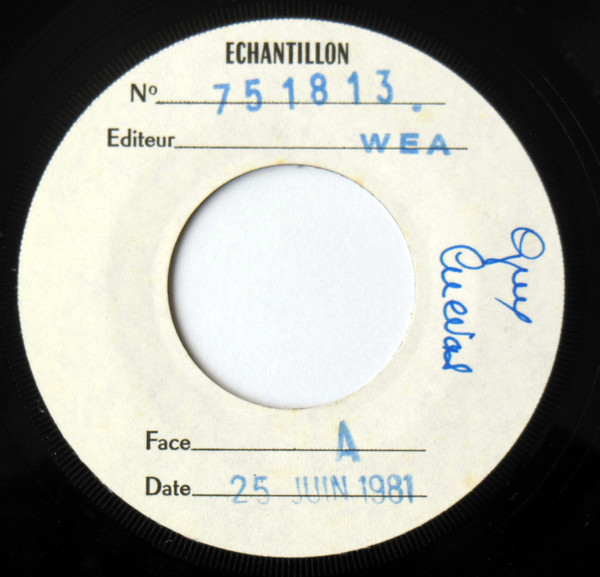 ECHANTILLON
Nº 751813.
Editeur WEA
Guy
Cuevas
Face A
Date 25 JUIN 1981